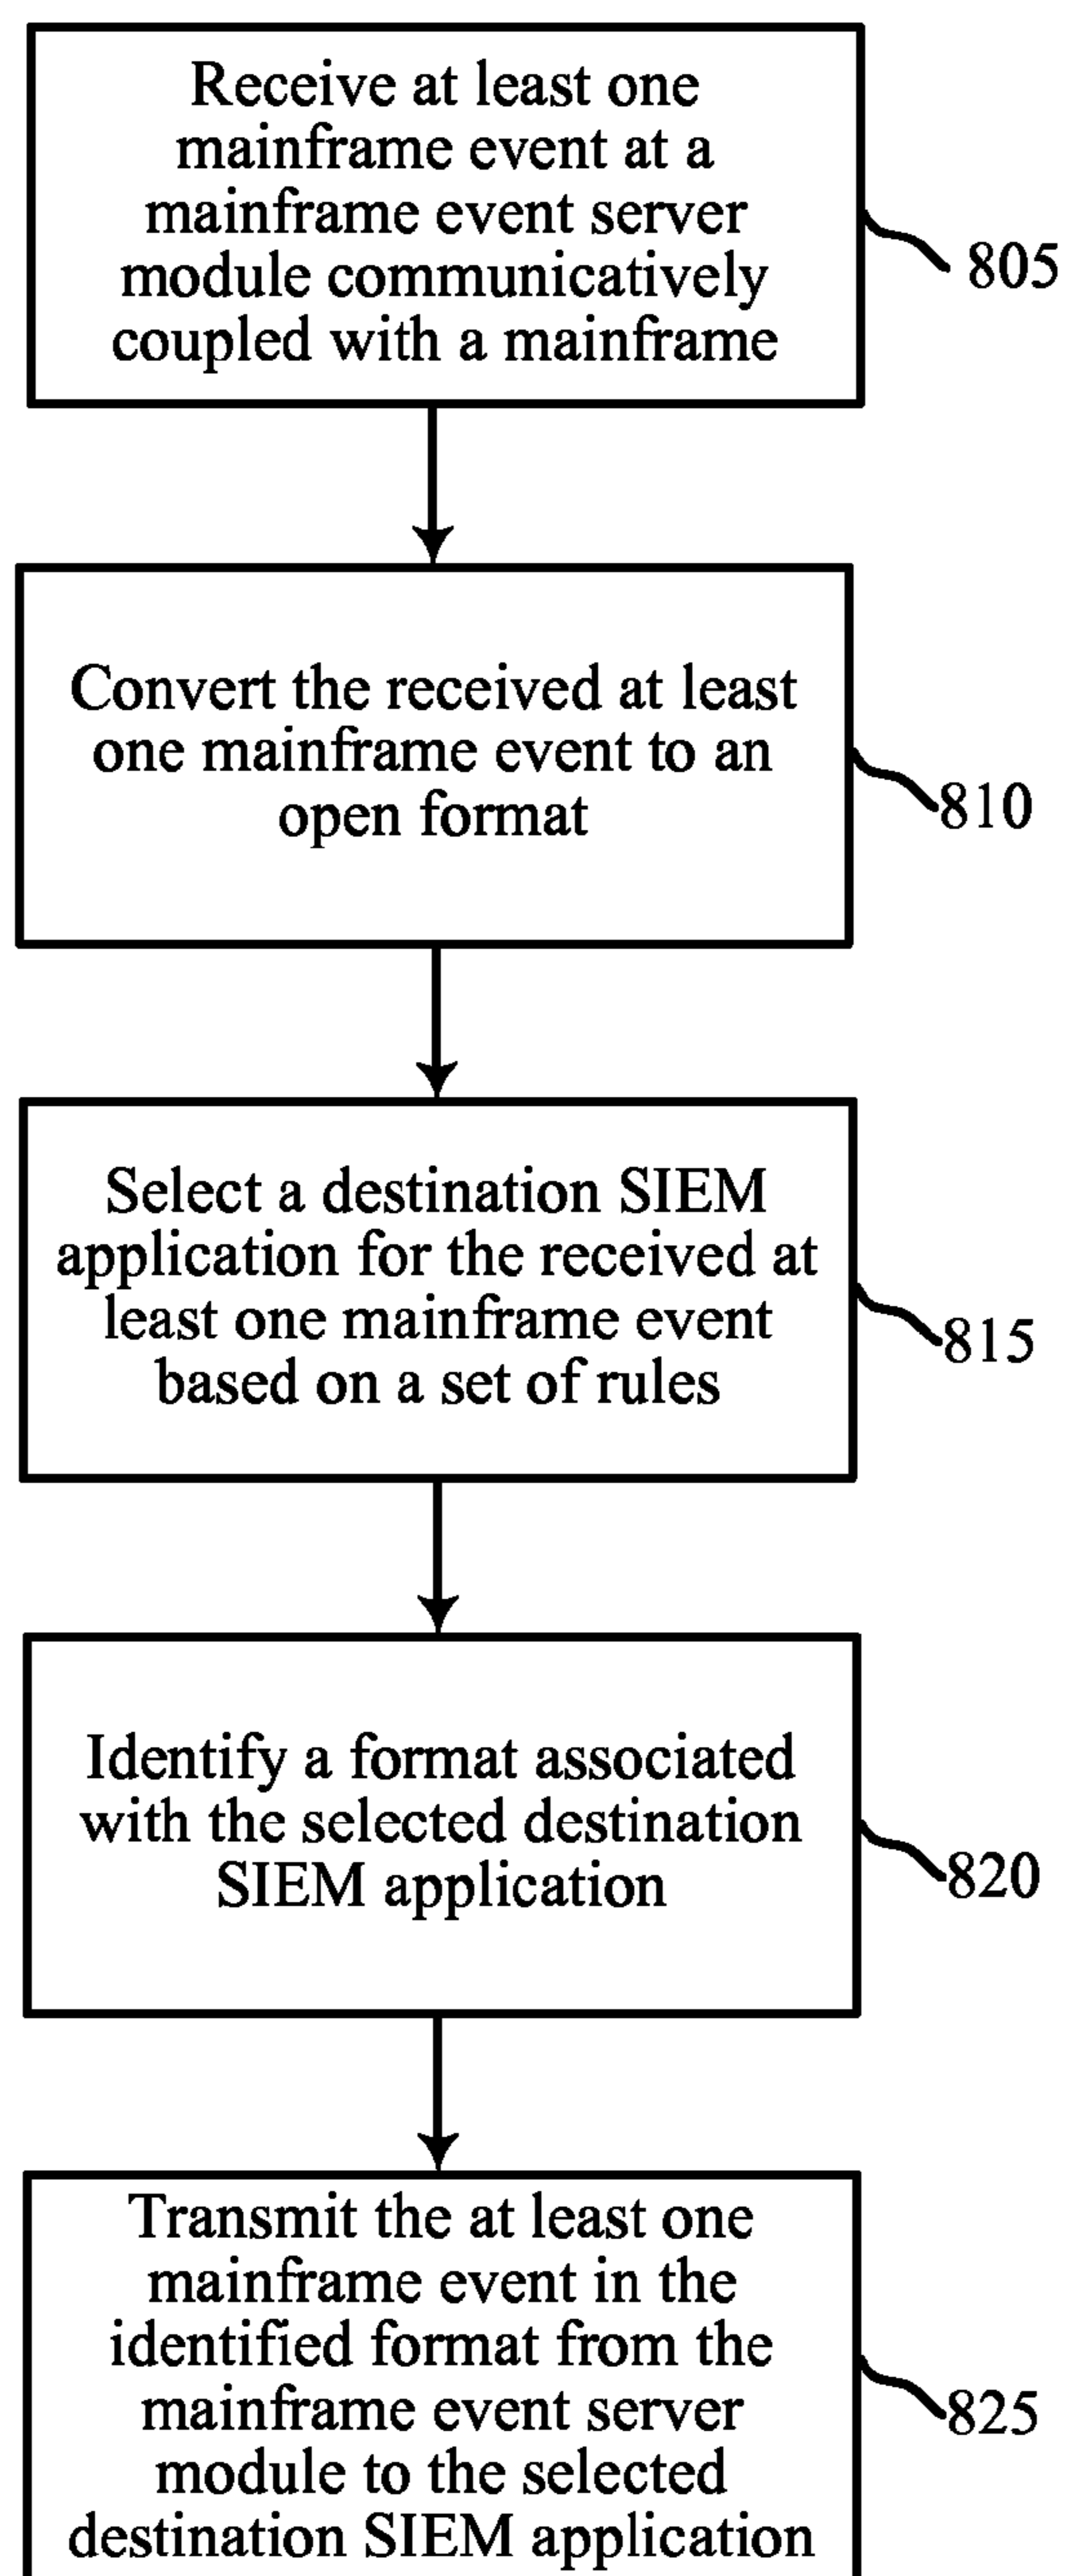 Receive at least one
mainframe event at a
mainframe event server
module communicatively
coupled with a mainframe
805
Convert the received at least
one mainframe event to an
open format
810
Select a destination SIEM
application for the received at
least one mainframe event
based on a set of rules
815
Identify a format associated
with the selected destination
SIEM application
820
Transmit the at least one
mainframe event in the
identified format from the
mainframe event server
module to the selected
destination SIEM application
825